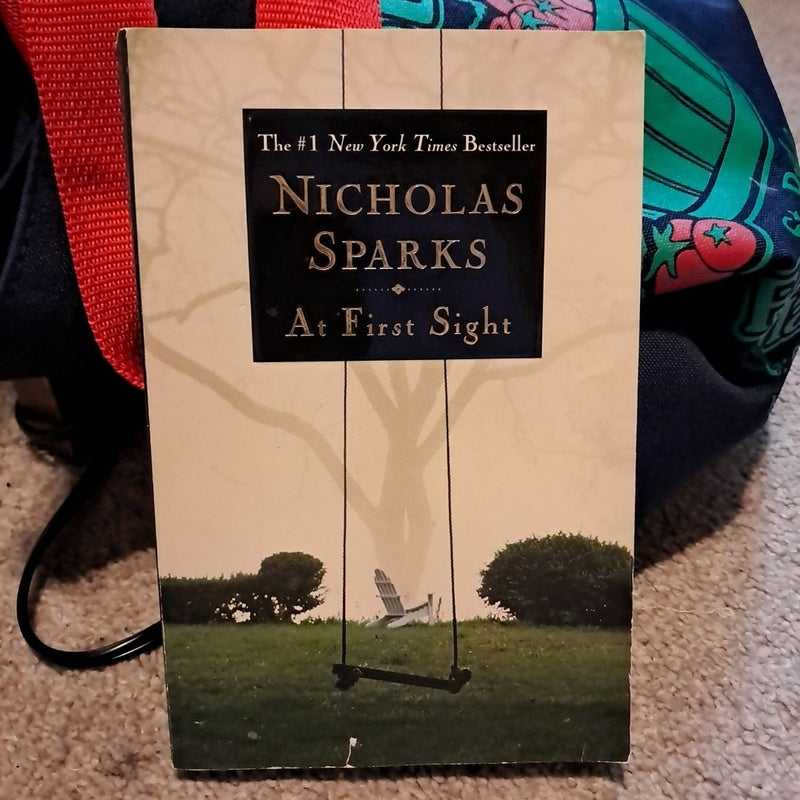 The #1 New York Times Bestseller
NICHOLAS
SPARKS
At First Sight